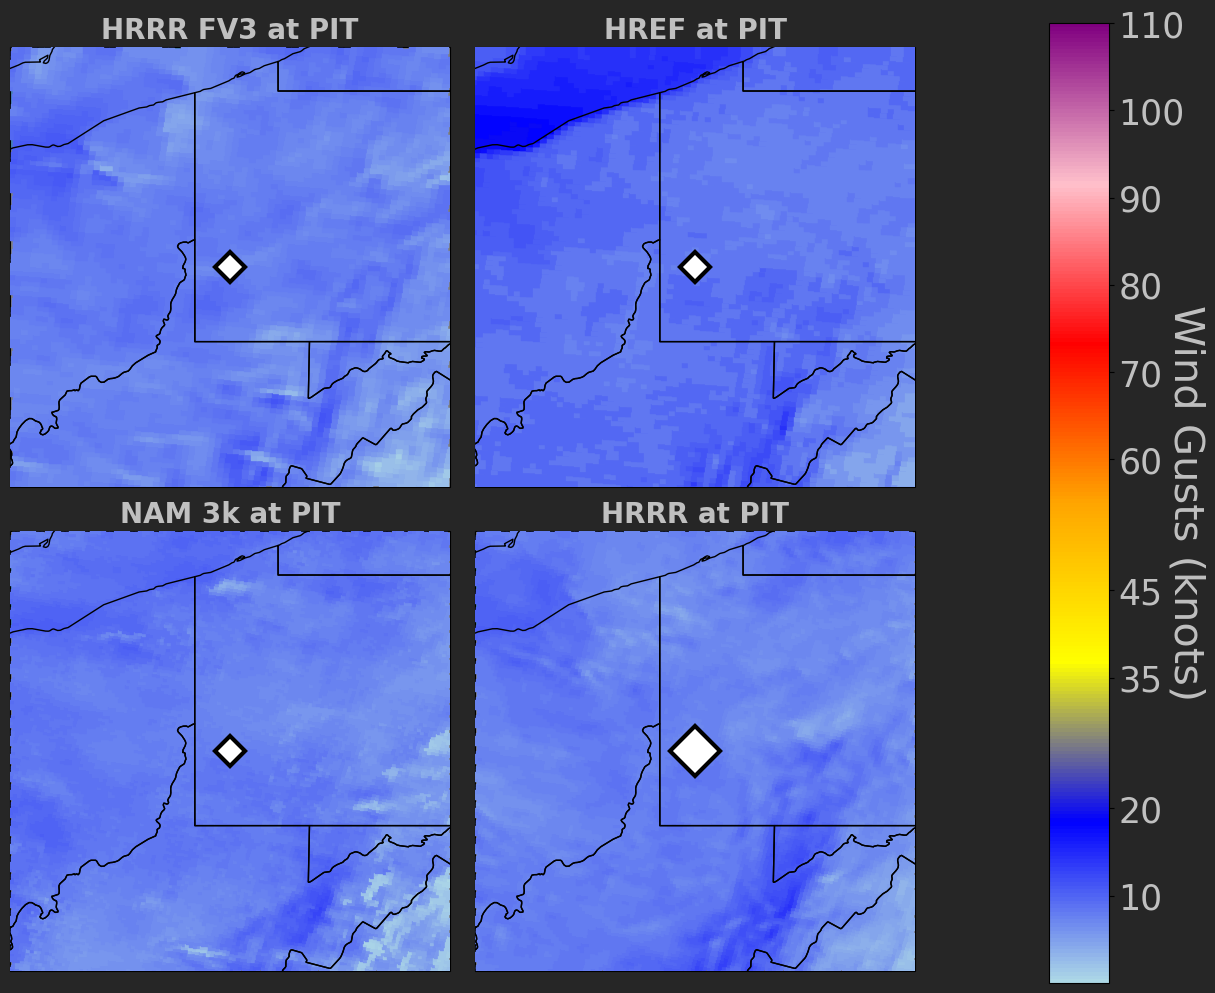 HRRR FV3 at PIT
HREF at PIT
NAM 3k at PIT
HRRR at PIT
110
100
90
80
70
60
45
35
20
10
Wind Gusts (knots)